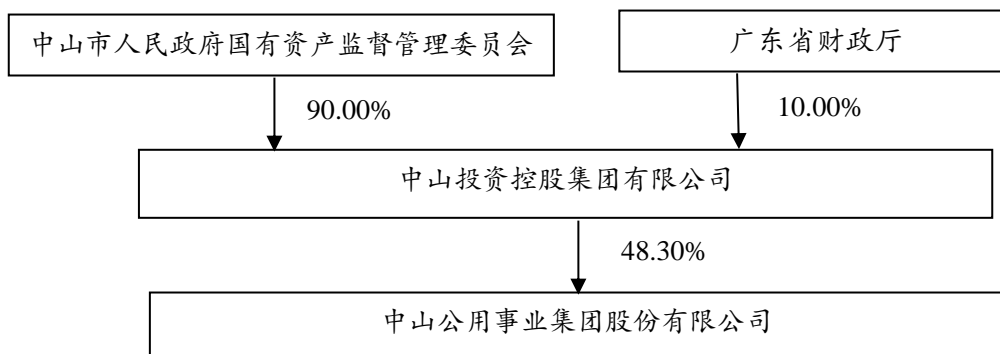 中山市人民政府国有资产监督管理委员会
广东省财政厅
90.00%
10.00%
中山投资控股集团有限公司
48.30%
中山公用事业集团股份有限公司